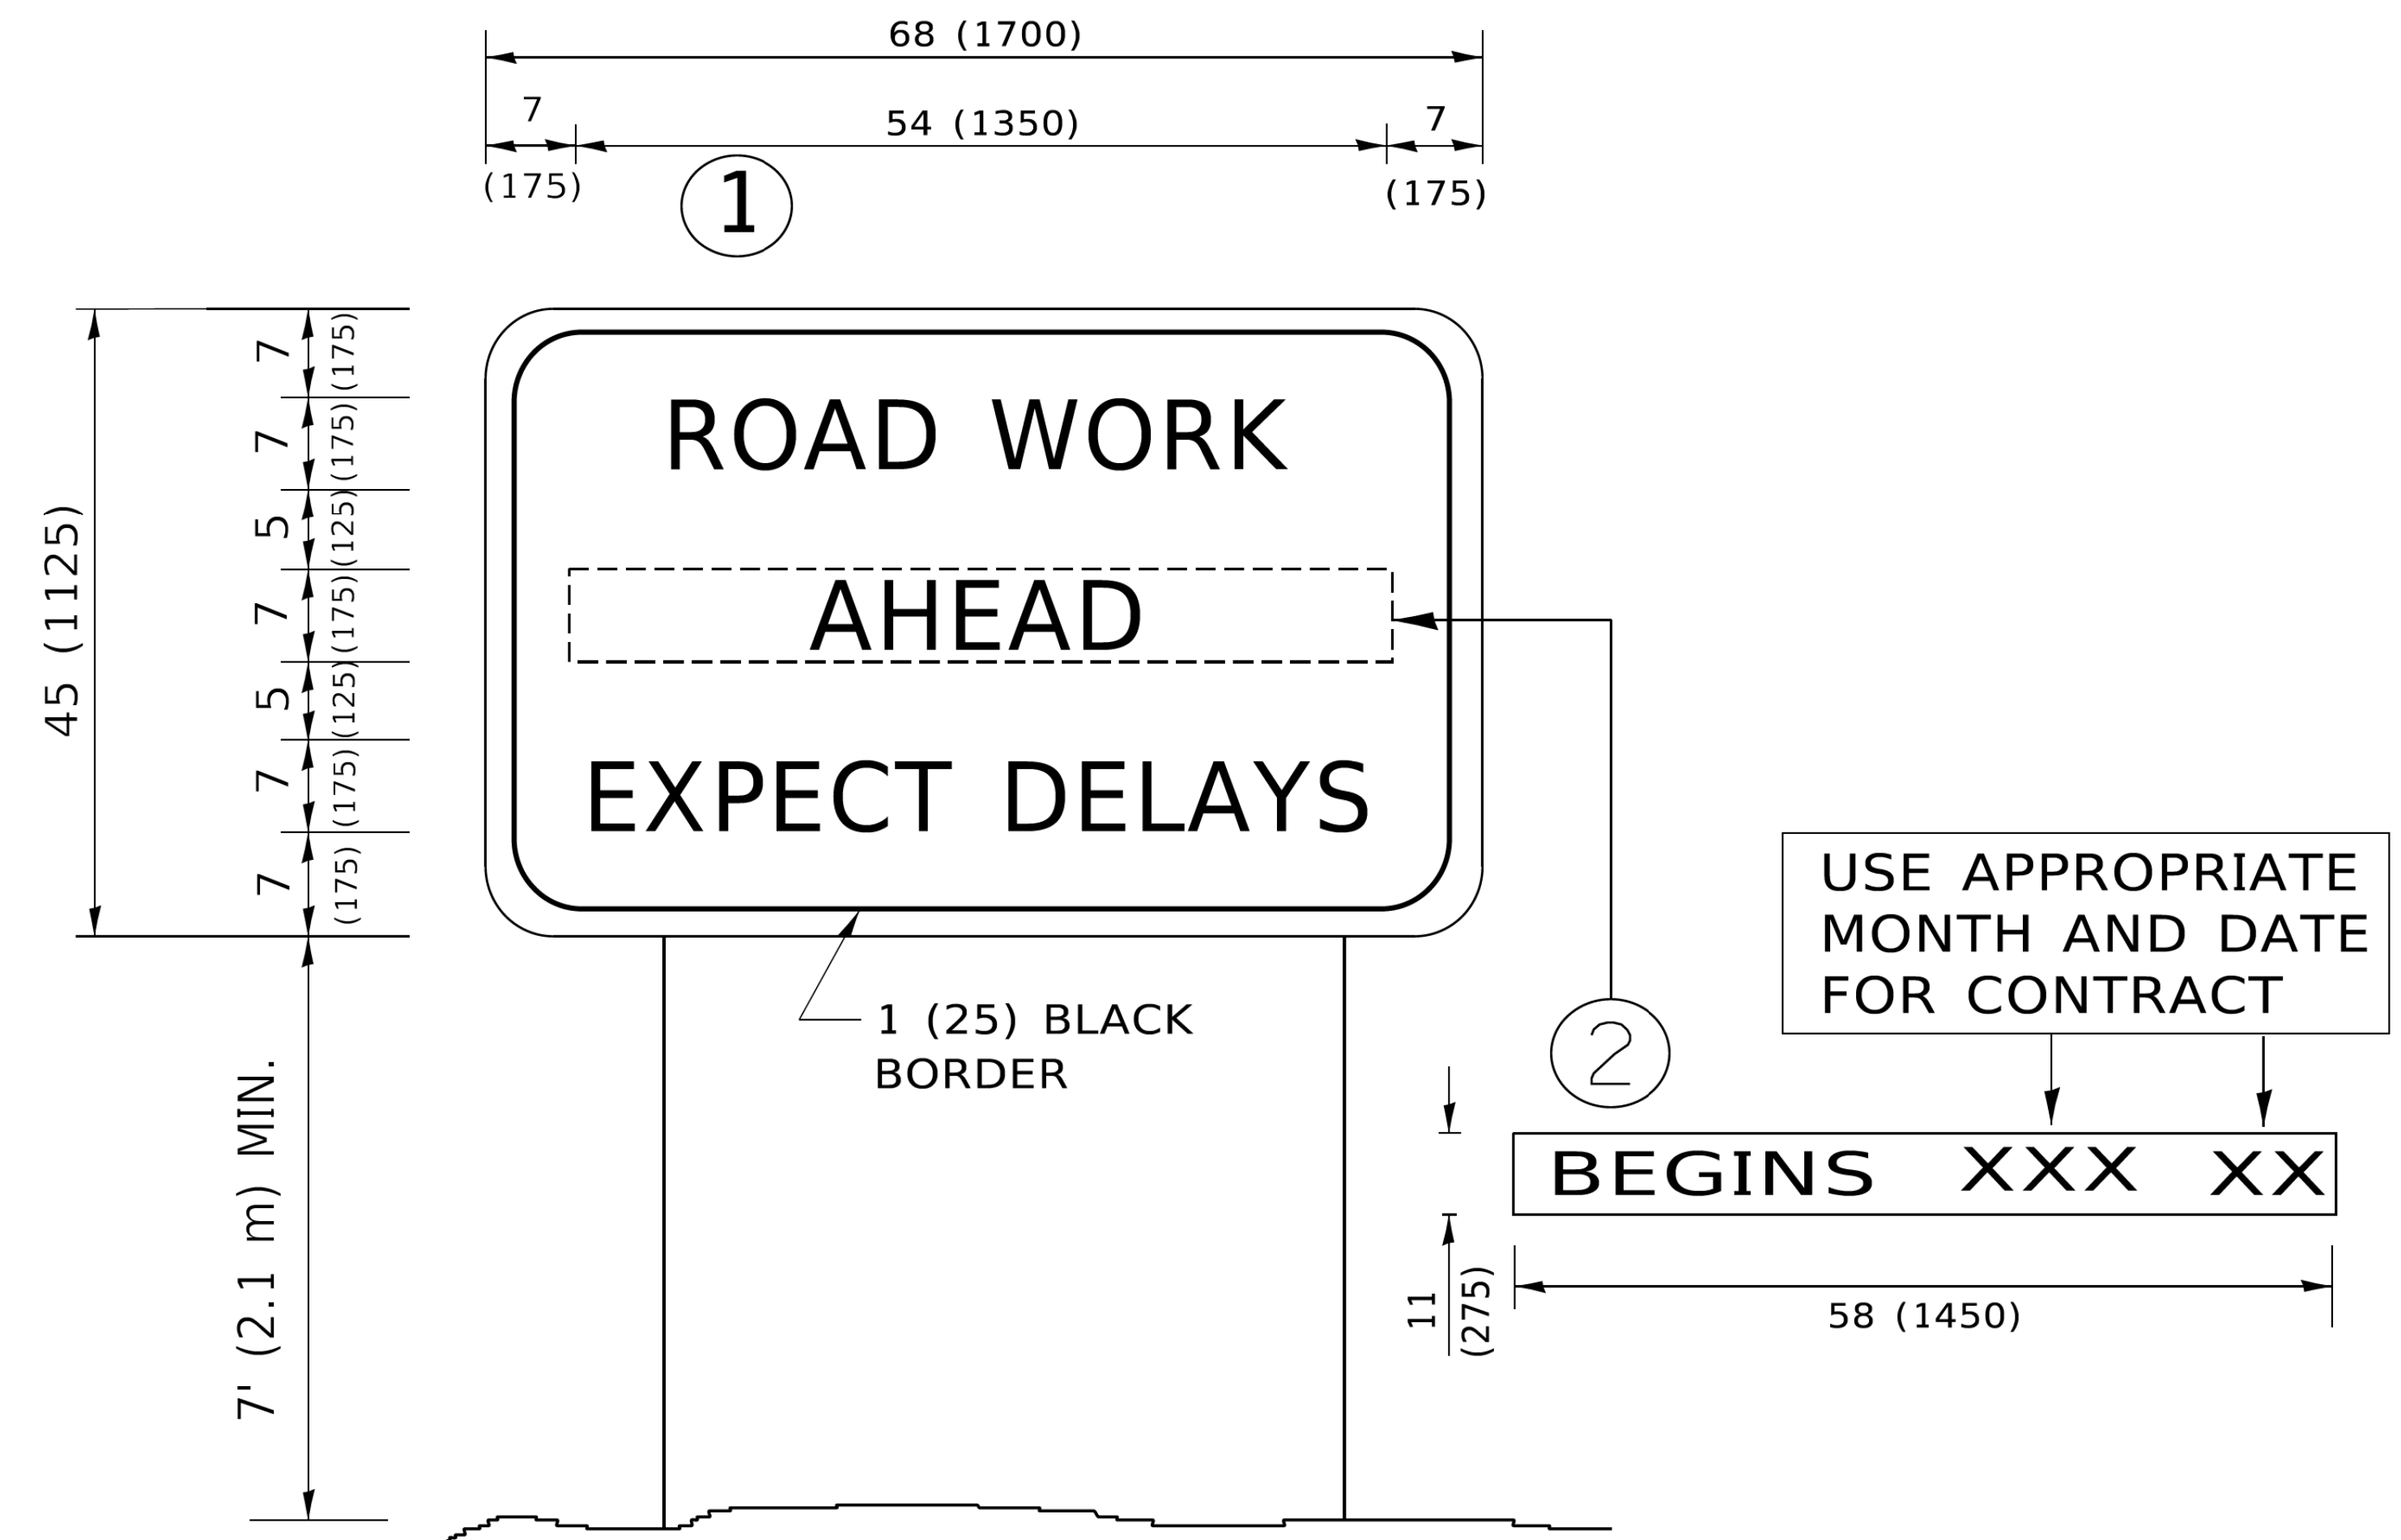 68 (1700)
7
54 (1350)
7
(175)
(175)
1
45 (1125)
7
(175)
7
(175)
5
(125)
7
(175)
5
(125)
7
(175)
7
(175)
ROAD WORK
AHEAD
EXPECT DELAYS
1 (25) BLACK
BORDER
7' (2.1 m) MIN.
2
USE APPROPRIATE
MONTH AND DATE
FOR CONTRACT
BEGINS XXX XX
11
(275)
58 (1450)